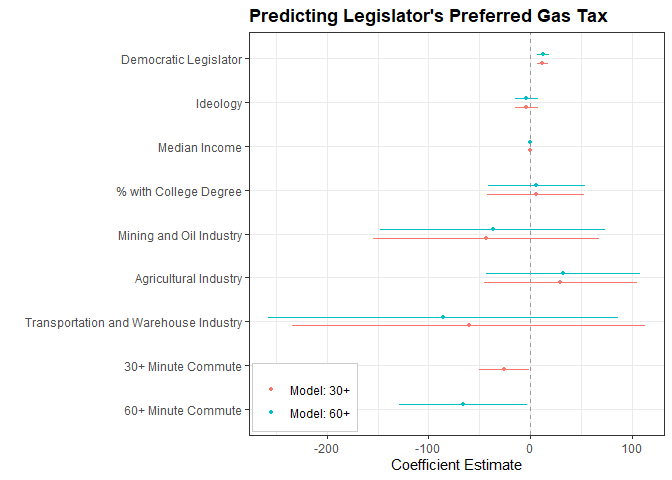 Predicting Legislator's Preferred Gas Tax
Democratic Legislator
Ideology
Median Income
% with College Degree
Mining and Oil Industry
Agricultural Industry
Transportation and Warehouse Industry
30+ Minute Commute
60+ Minute Commute
Model: 30+
Model: 60+
-200 -100 0 100
Coefficient Estimate